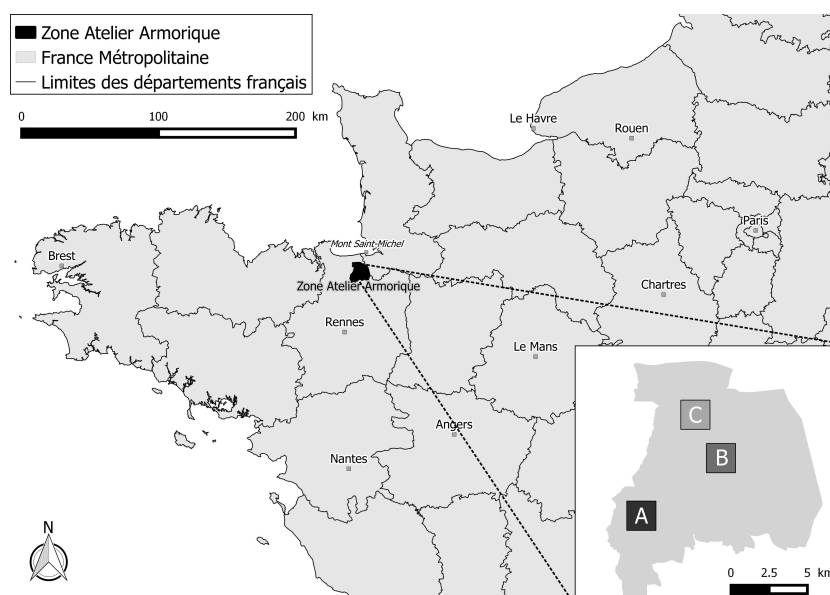 Zone Atelier Armorique
France Métropolitaine
Limites des départements français
0 100 200 km
Le Havre
Rouen
Paris
Mont Saint-Michel
Brest
Zone Atelier Armorique
Chartres
Rennes
Le Mans
Angers
Nantes
C
B
A
N
0 2.5 5 km